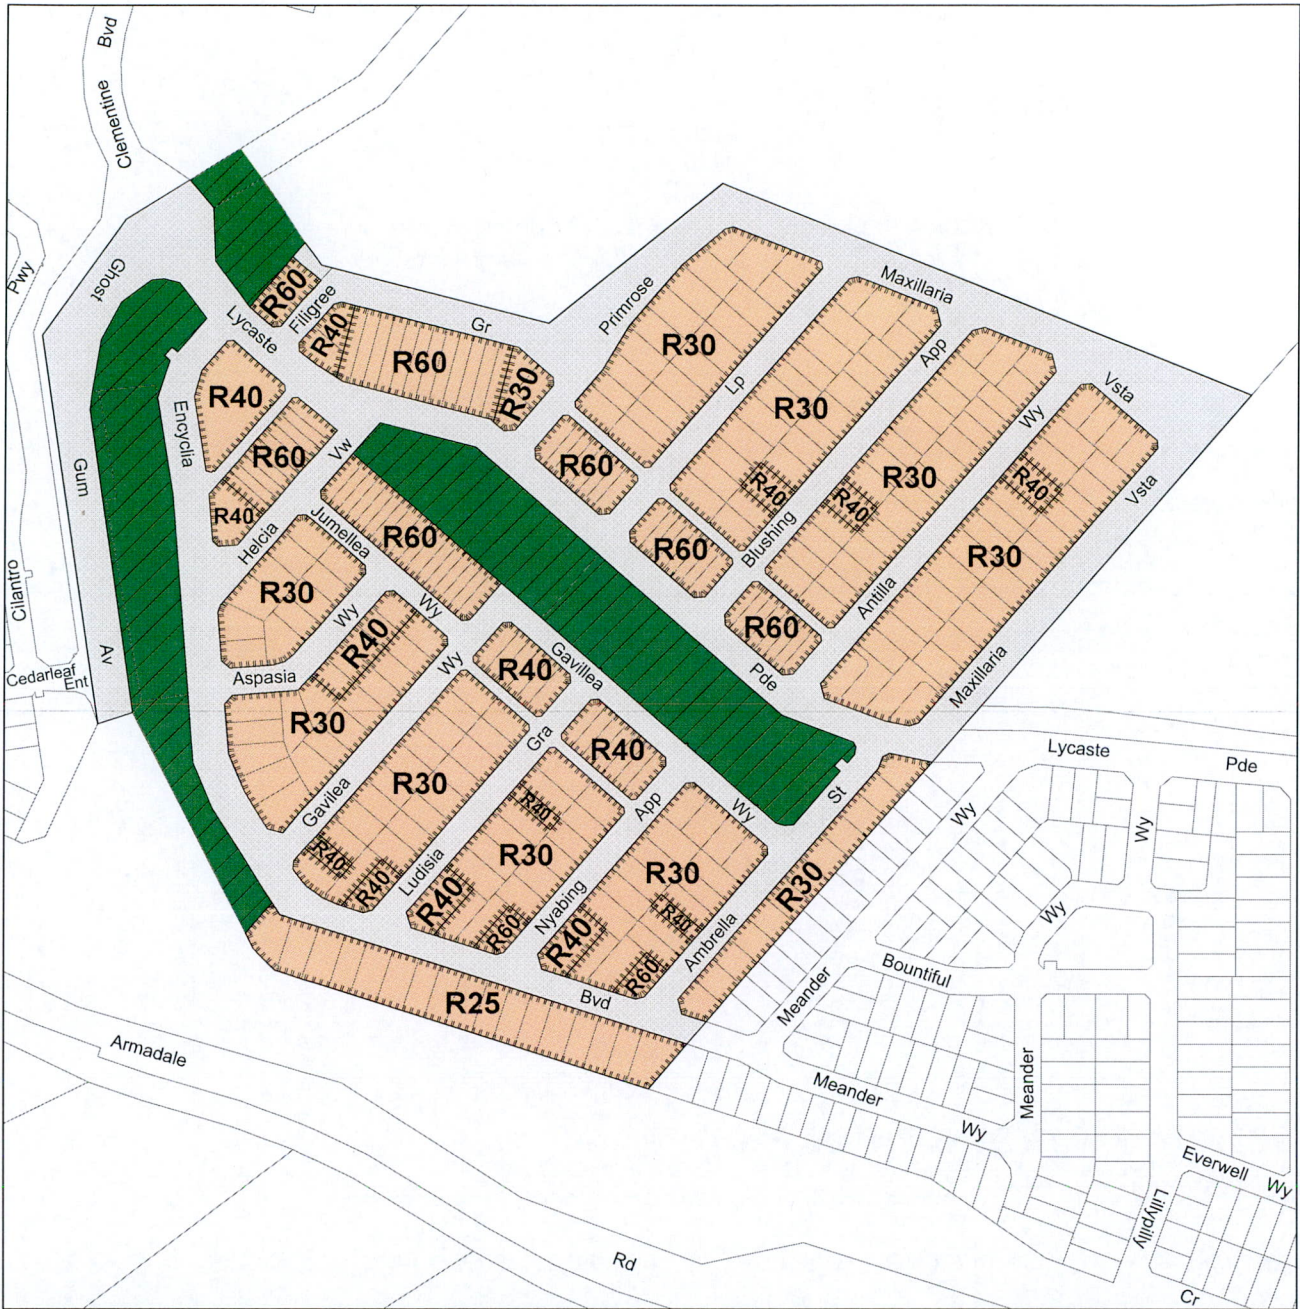 Bvd
Clementine
Pwy
Ghost
R60
Filigree
Lycaste
R40
Gr
R60
R30
Primrose
Maxillaria
R30
Lp
App
R30
Wy
Vsta
R40
Encyclia
R60
Vw
Gum
R40
Helcia
Jumellea
R60
R60
R40
R40
R30
R40
Vsta
R60
Blushing
R30
Cilantro
R30
Wy
Wy
R60
Antilla
Av
Cedarleaf
Ent
Aspasia
R40
Wy
R40
Gavillea
Pde
Maxillaria
R30
Gra
R40
Lycaste
Pde
Gavilea
R30
R40
App
Wy
St
Wy
Wy
R40
R40
Ludisia
R30
R40
R60
Nyabing
R30
R40
R40
R60
Ambrella
R30
Wy
Bountiful
Meander
R25
Bvd
Armadale
Meander
Wy
Meander
Everwell
Wy
Lillypilly
Rd
Cr